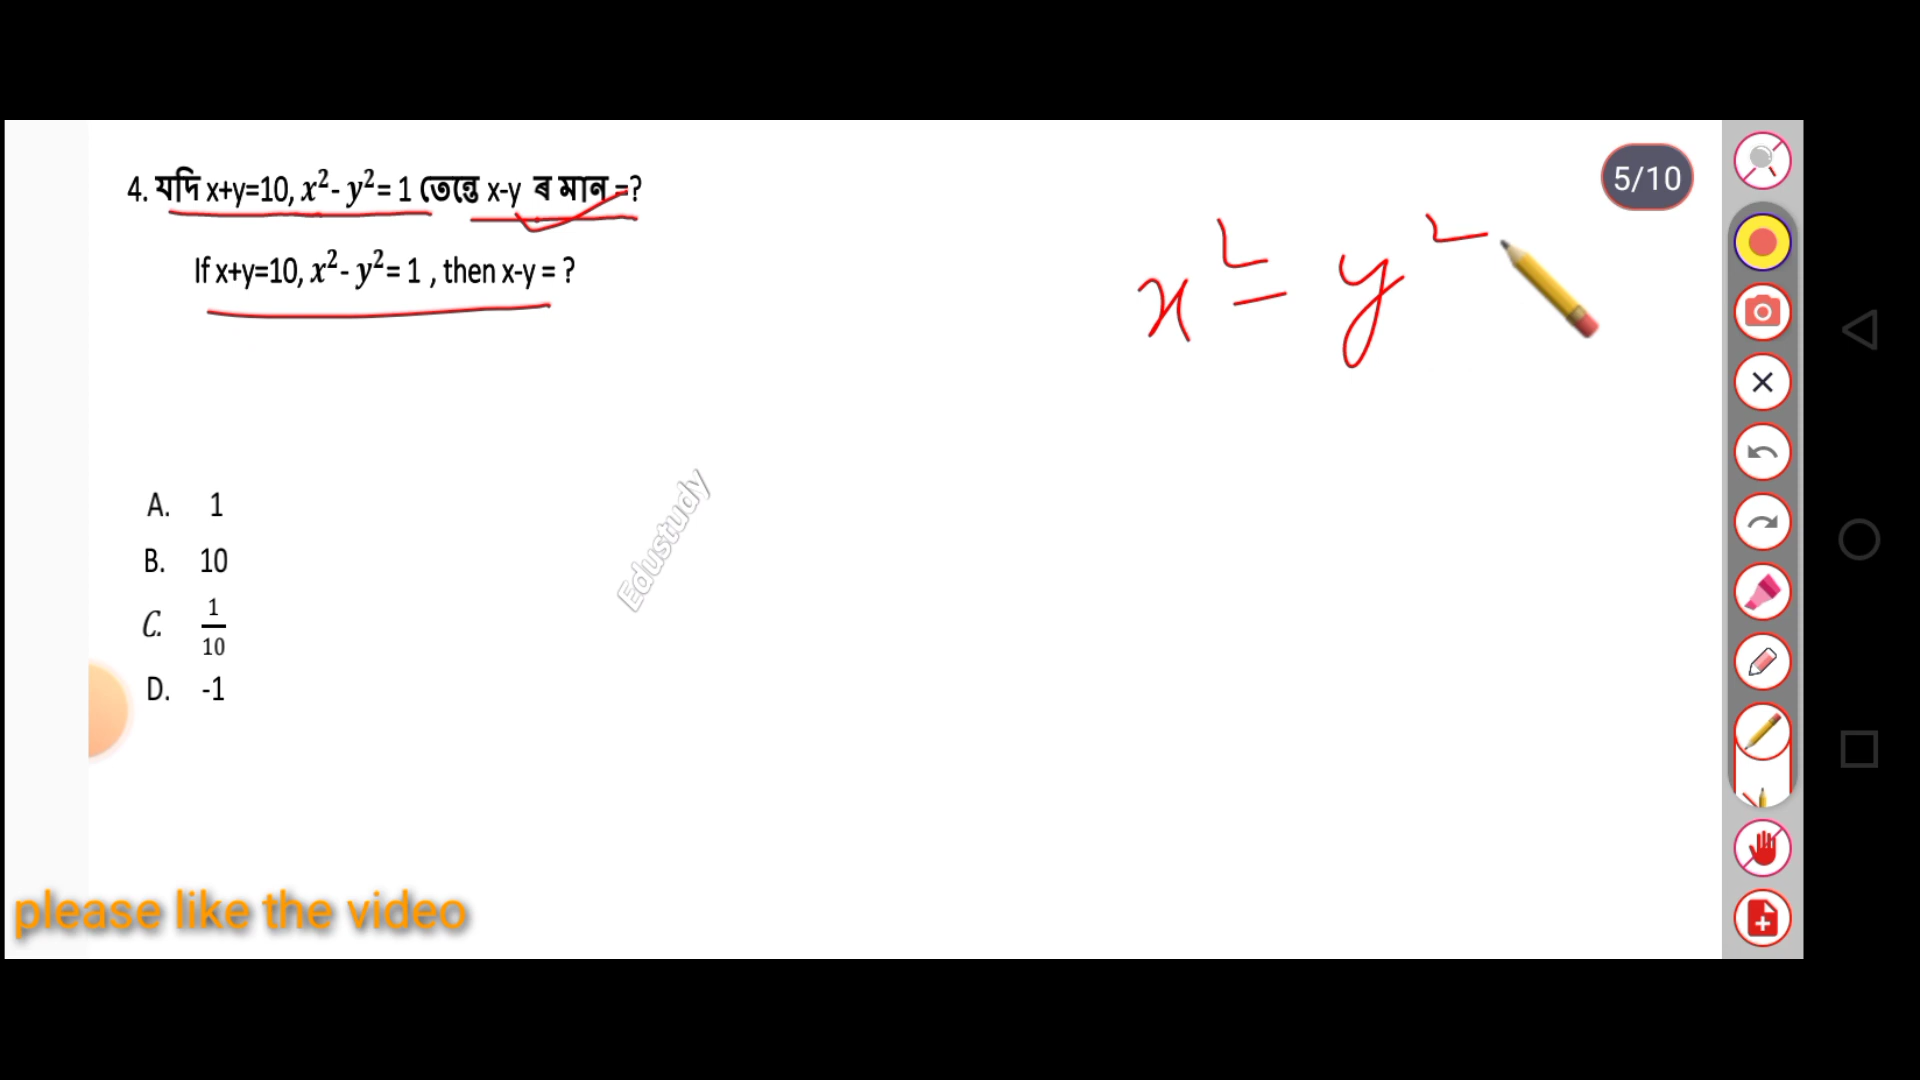 4. যদি x+y=10, x²- y²= 1 তেন্তে x-y ৰ মান =?
If x+y=10, x²- y²= 1 , then x-y = ?
x² - y²
5/10
A. 1
B. 10
C. 1/10
D. -1
Edustudy
please like the video